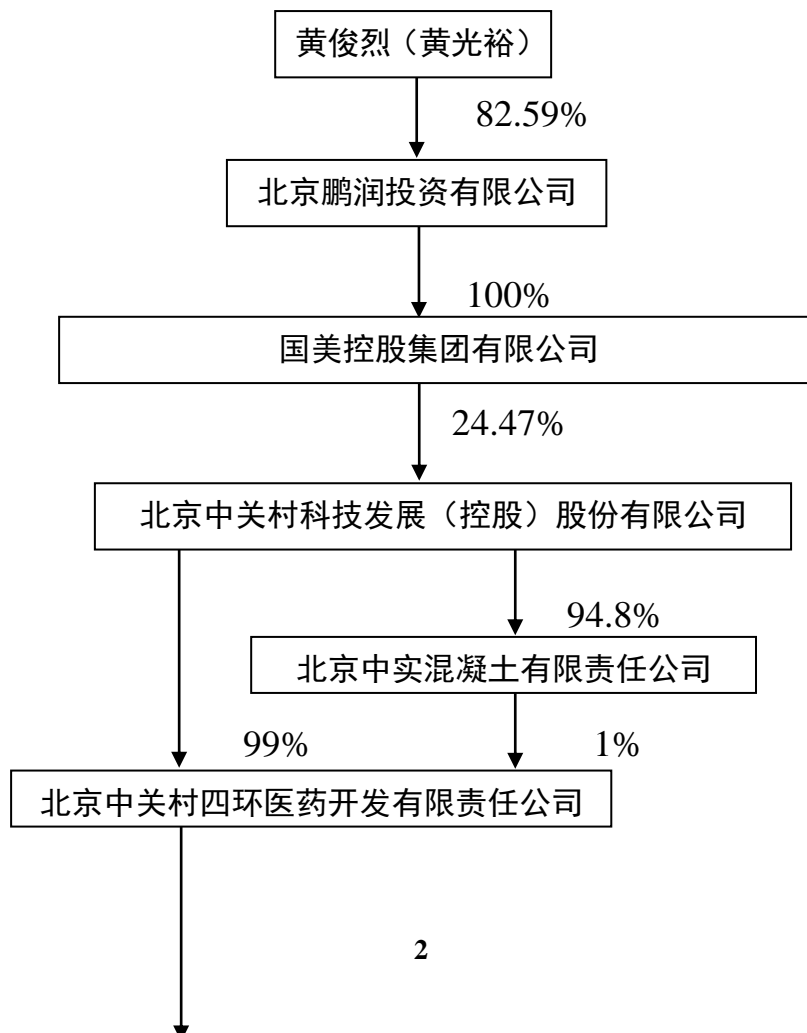 黄俊烈（黄光裕）
82.59%
北京鹏润投资有限公司
100%
国美控股集团有限公司
24.47%
北京中关村科技发展（控股）股份有限公司
94.8%
北京中实混凝土有限责任公司
99%
1%
北京中关村四环医药开发有限责任公司
2